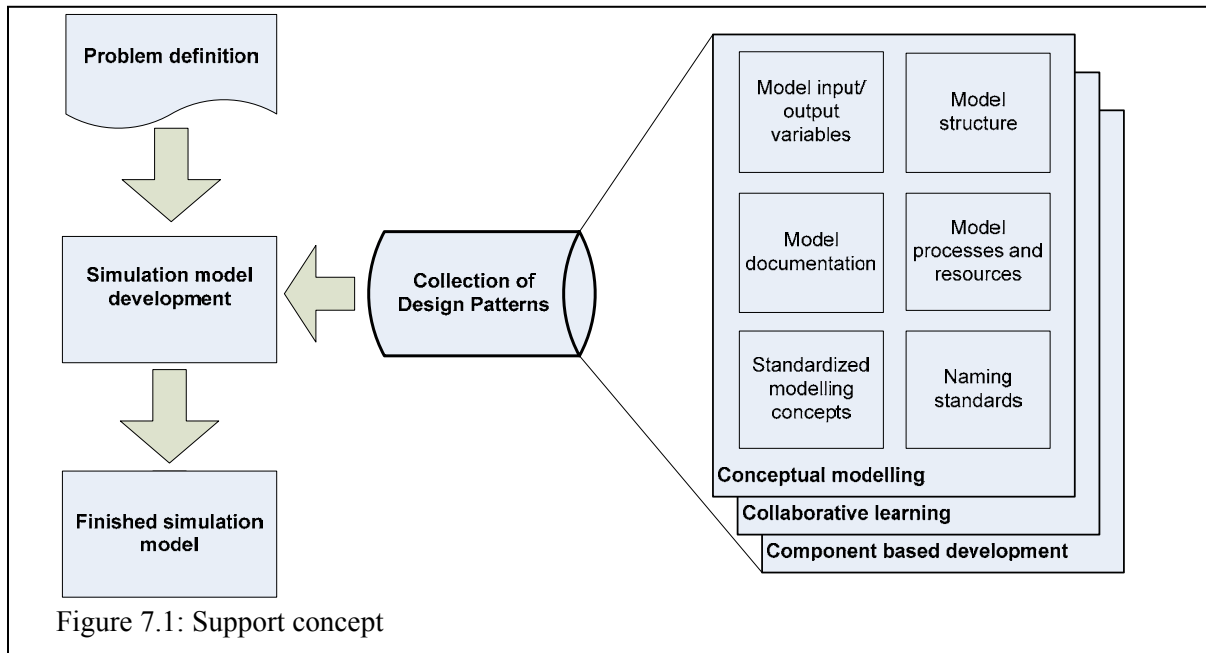 Problem definition
Simulation model
development
Finished simulation
model
Collection of
Design Patterns
Model input/
output
variables
Model
structure
Model
documentation
Model
processes and
resources
Standardized
modelling
concepts
Naming
standards
Conceptual modelling
Collaborative learning
Component based development
Figure 7.1: Support concept